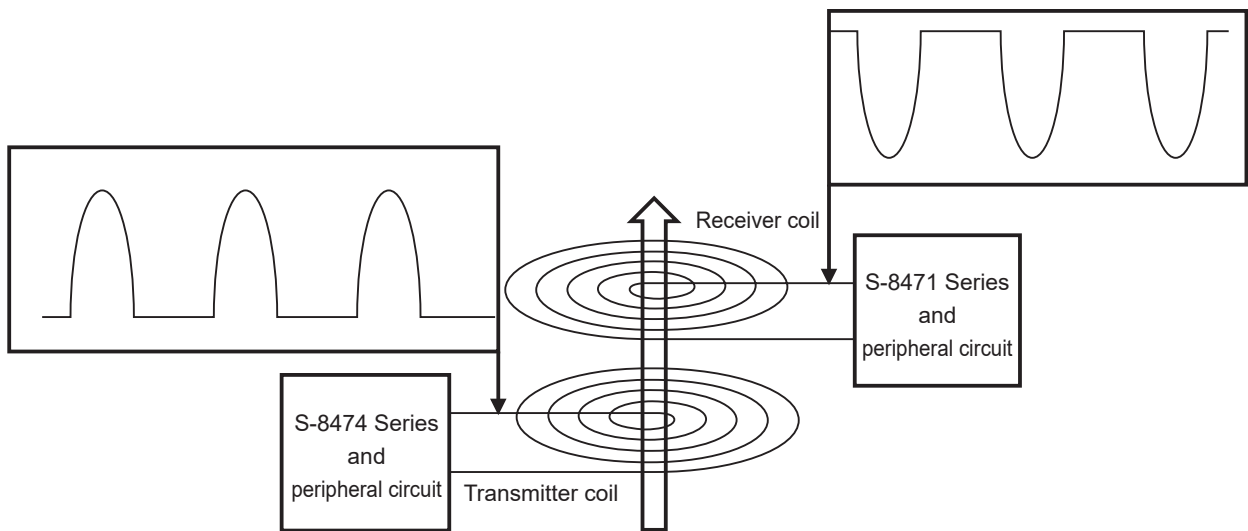 Receiver coil
S-8471 Series
and
peripheral circuit
S-8474 Series
and
peripheral circuit
Transmitter coil